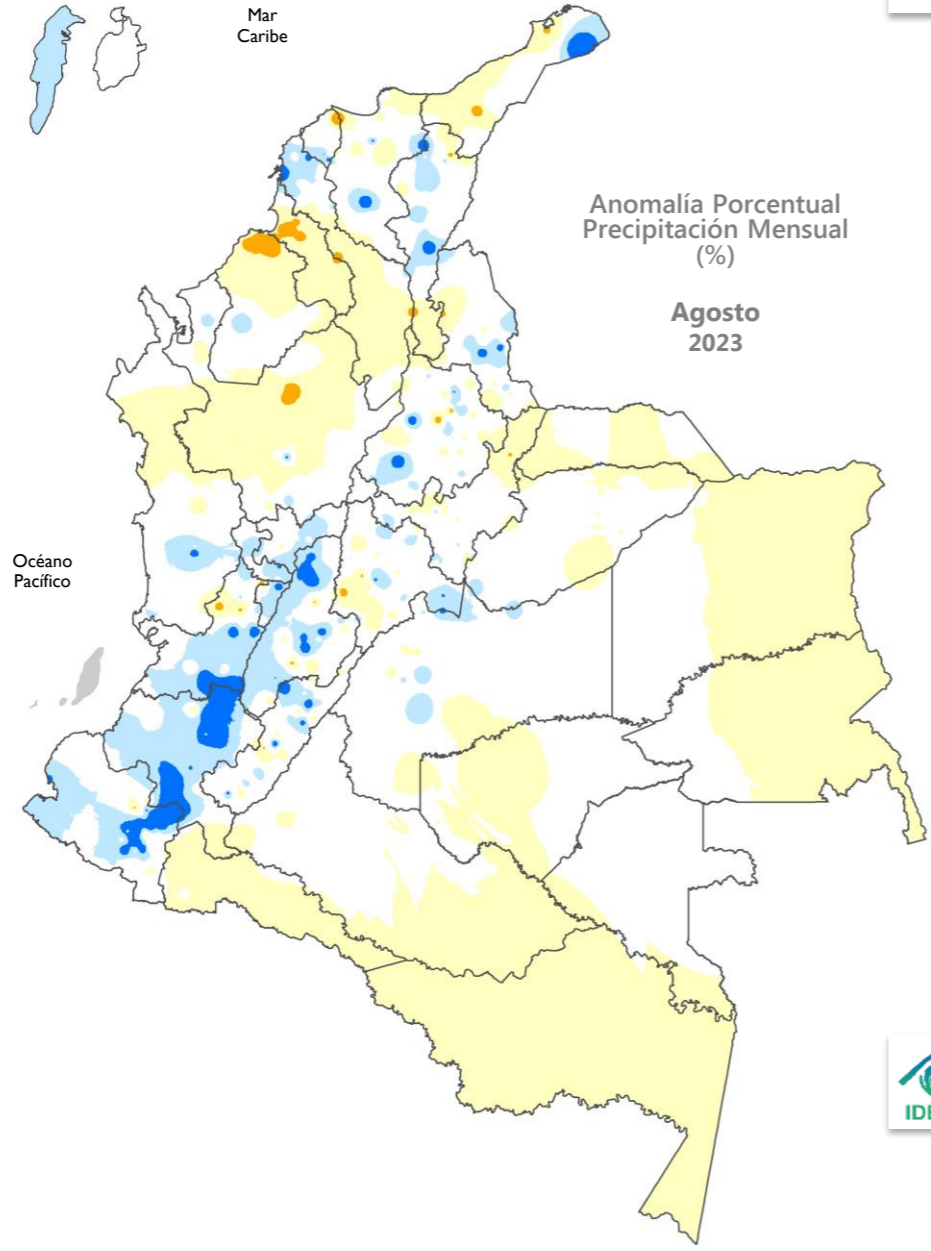 Mar
Caribe
Anomalía Porcentual
Precipitación Mensual
(%)
Agosto
2023
Océano
Pacífico